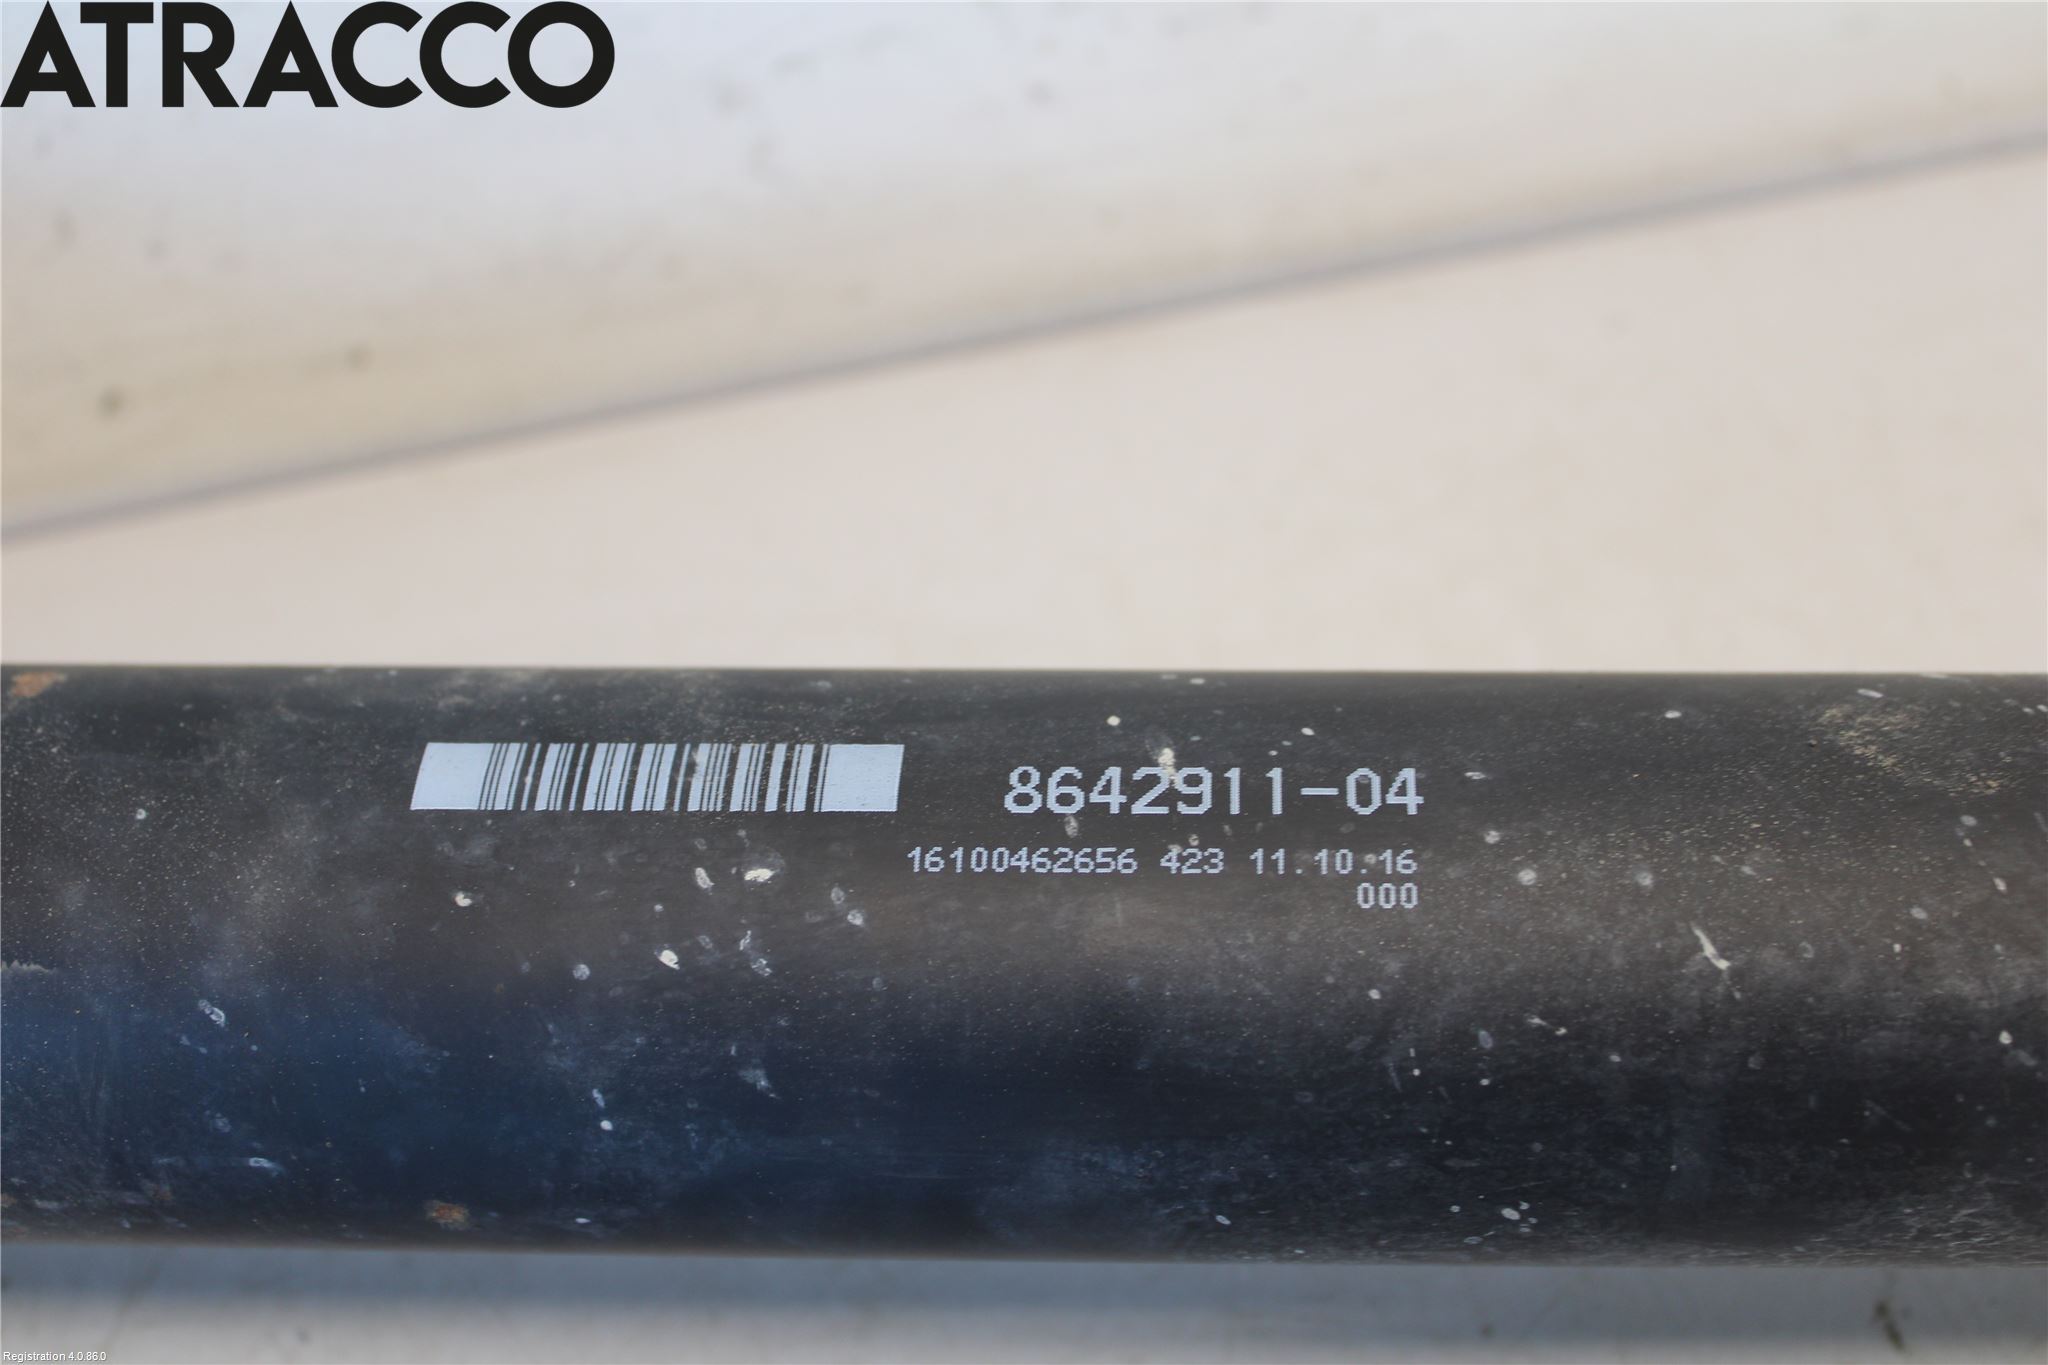 ATRACCO
8642911-04
16100462656 423 11.10.16
000
Registration 4.0.86.0